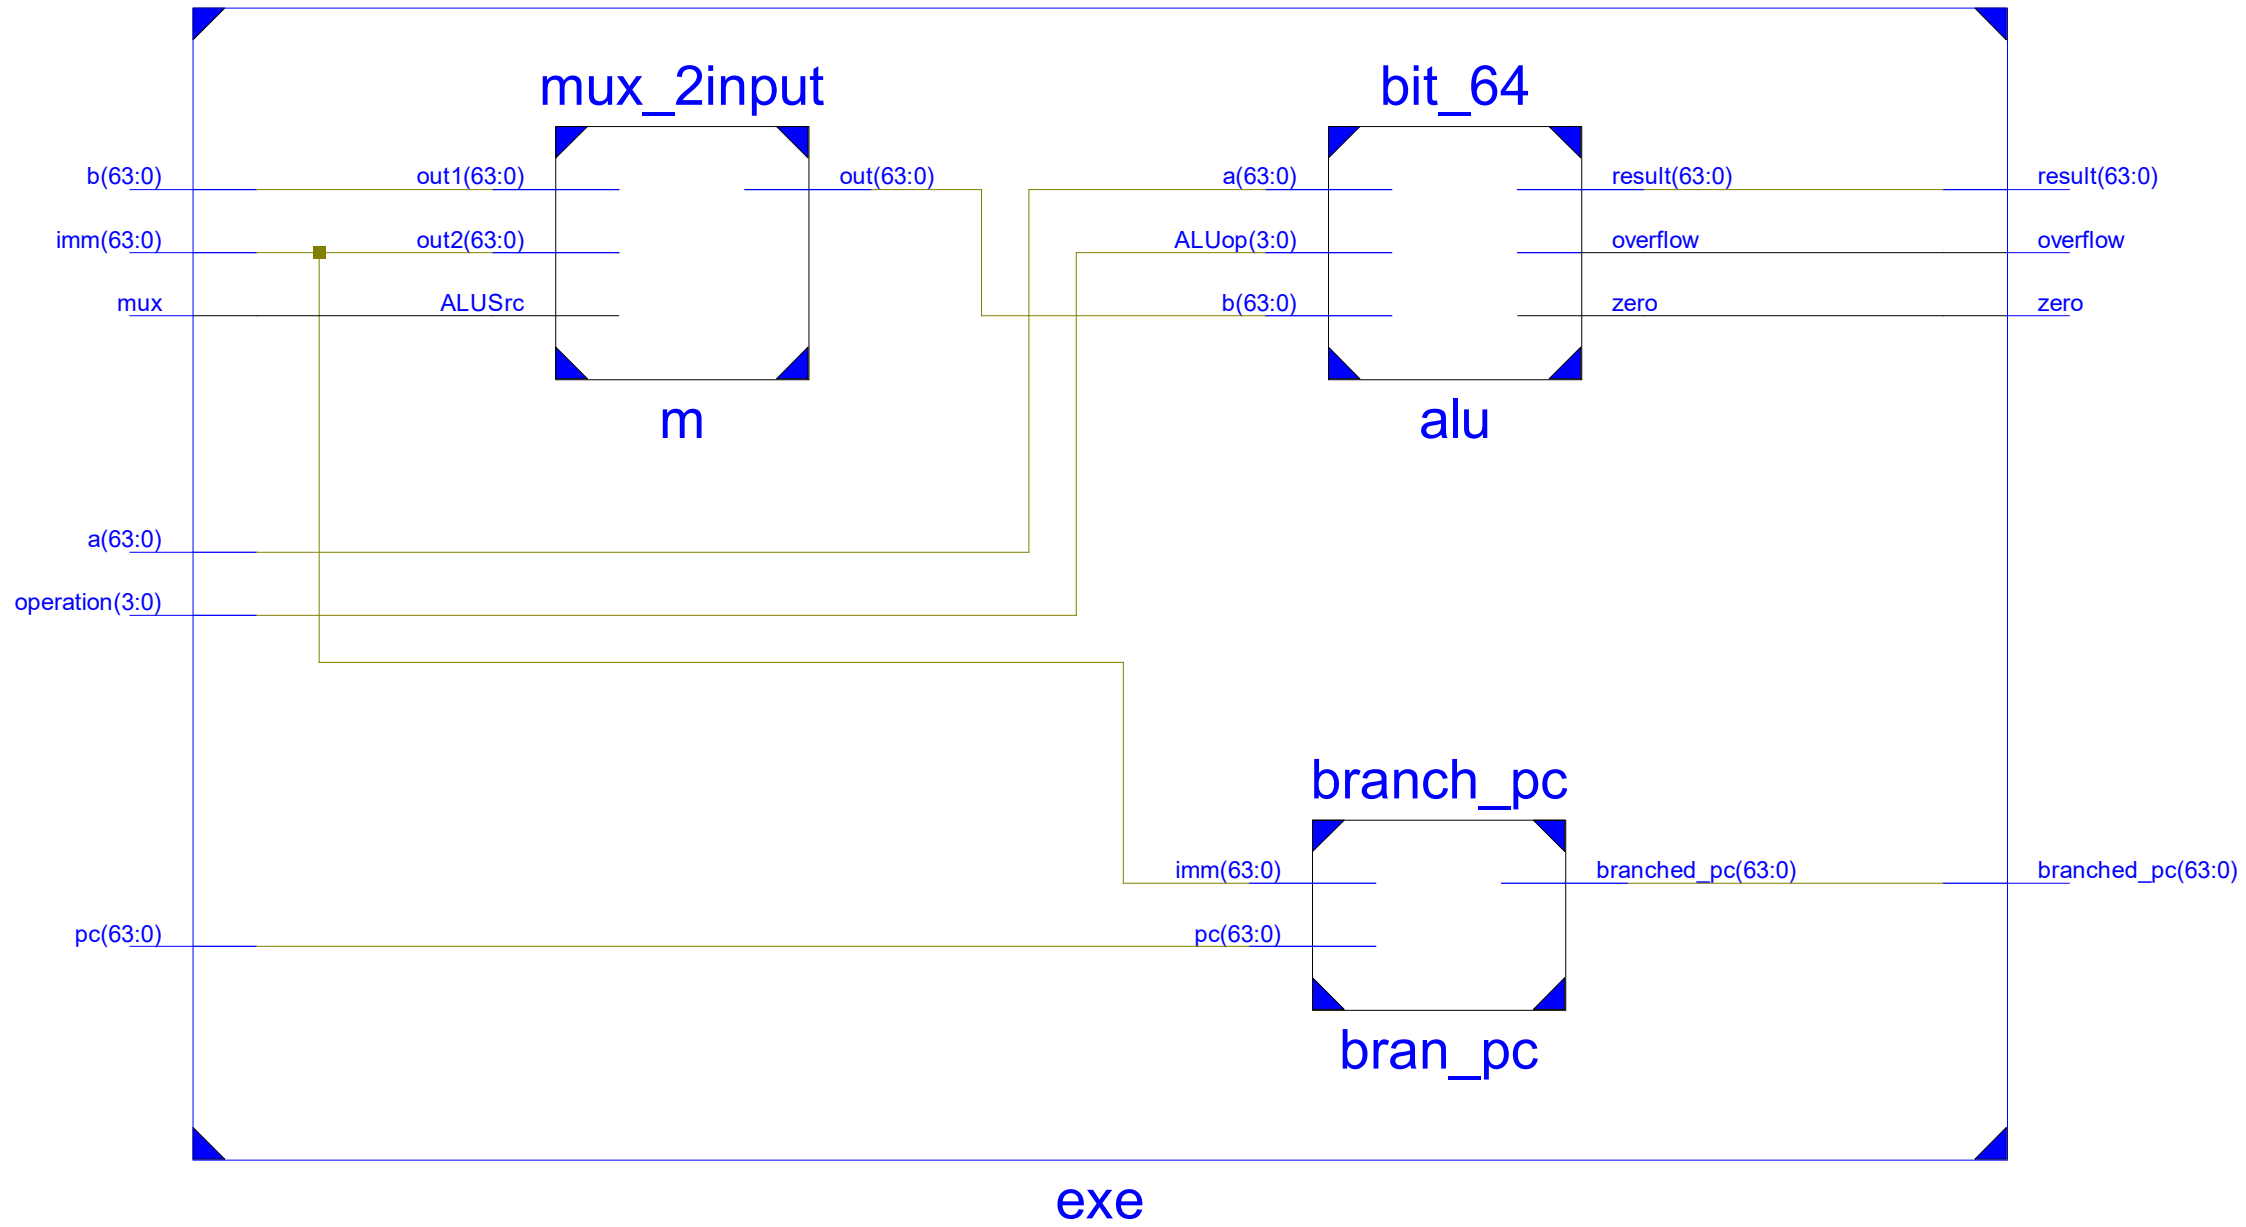 mux_2input
bit_64
b(63:0)
out1(63:0)
out(63:0)
a(63:0)
result(63:0)
result(63:0)
imm(63:0)
out2(63:0)
ALUop(3:0)
overflow
overflow
mux
ALUSrc
b(63:0)
zero
zero
m
alu
a(63:0)
operation(3:0)
branch_pc
imm(63:0)
branched_pc(63:0)
branched_pc(63:0)
pc(63:0)
pc(63:0)
bran_pc
exe